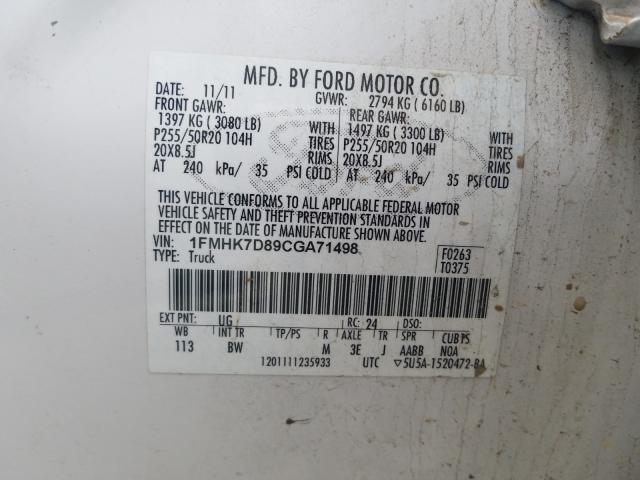 MFD. BY FORD MOTOR CO.
DATE: 11/11 GVWR: 2794 KG ( 6160 LB)
FRONT GAWR: REAR GAWR:
1397 KG ( 3080 LB) WITH 1497 KG ( 3300 LB) WITH
P255/50R20 104H TIRES P255/50R20 104H TIRES
20X8.5J RIMS 20X8.5J RIMS
AT 240 kPa/ 35 PSI COLD AT 240 kPa/ 35 PSI COLD
THIS VEHICLE CONFORMS TO ALL APPLICABLE FEDERAL MOTOR
VEHICLE SAFETY AND THEFT PREVENTION STANDARDS IN
EFFECT ON THE DATE OF MANUFACTURE SHOWN ABOVE.
VIN: 1FMHK7D89CGA71498 F0263
TYPE: Truck T0375
EXT PNT: UG RC: 24 DSO:
WB INT TR TP/PS R AXLE TR SPR CUB PS
113 BW M 3E J AABB NOA
1201111235933 UTC ▽5U5A-1520472-BA